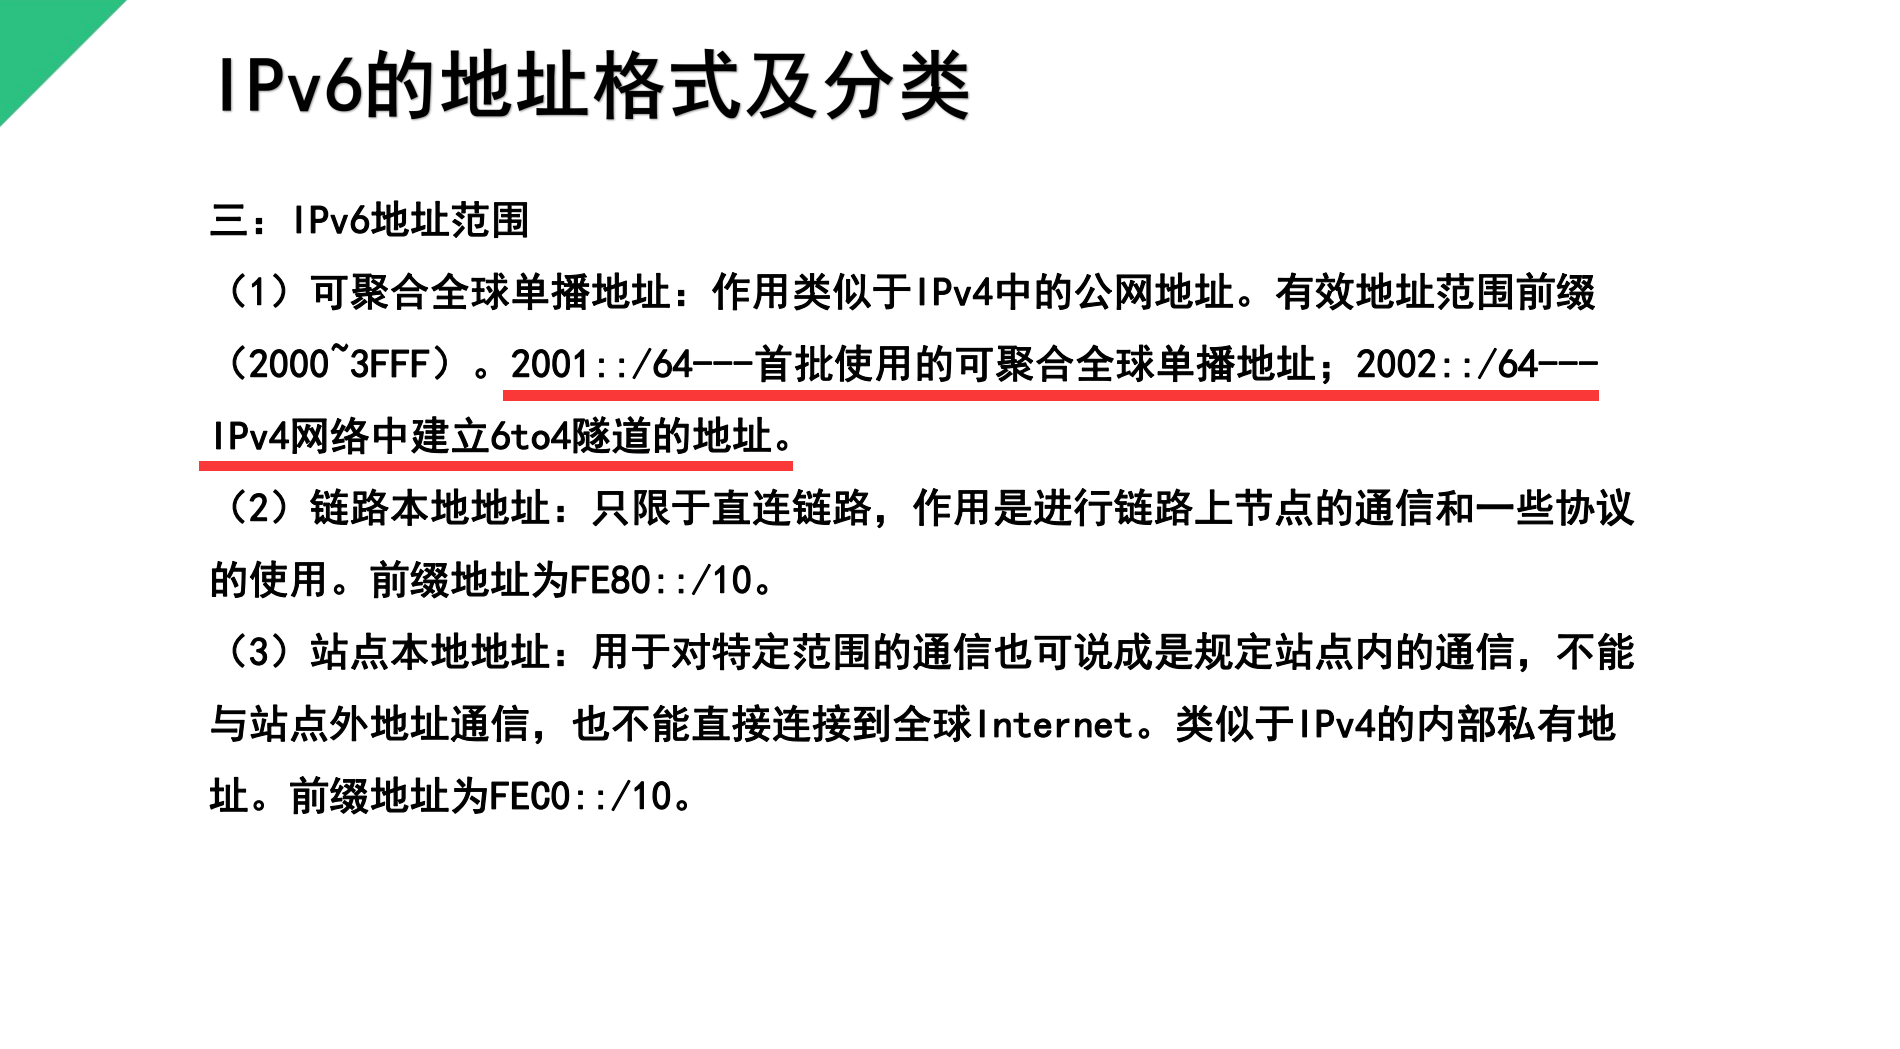 IPv6的地址格式及分类
三：IPv6地址范围
（1）可聚合全球单播地址：作用类似于IPv4中的公网地址。有效地址范围前缀
（2000~3FFF）。2001::/64---首批使用的可聚合全球单播地址；2002::/64---
IPv4网络中建立6to4隧道的地址。
（2）链路本地地址：只限于直连链路，作用是进行链路上节点的通信和一些协议
的使用。前缀地址为FE80::/10。
（3）站点本地地址：用于对特定范围的通信也可说成是规定站点内的通信，不能
与站点外地址通信，也不能直接连接到全球Internet。类似于IPv4的内部私有地
址。前缀地址为FEC0::/10。